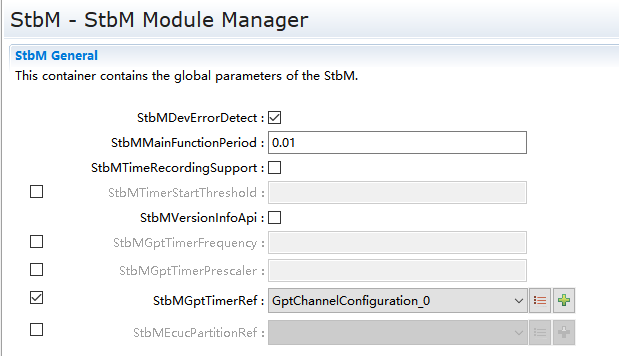 StbM - StbM Module Manager
StbM General
This container contains the global parameters of the StbM.
StbMDevErrorDetect :
StbMMainFunctionPeriod : 0.01
StbMTimeRecordingSupport :
StbMTimerStartThreshold :
StbMVersionInfoApi :
StbMGptTimerFrequency :
StbMGptTimerPrescaler :
StbMGptTimerRef : GptChannelConfiguration_0
StbMEcucPartitionRef :